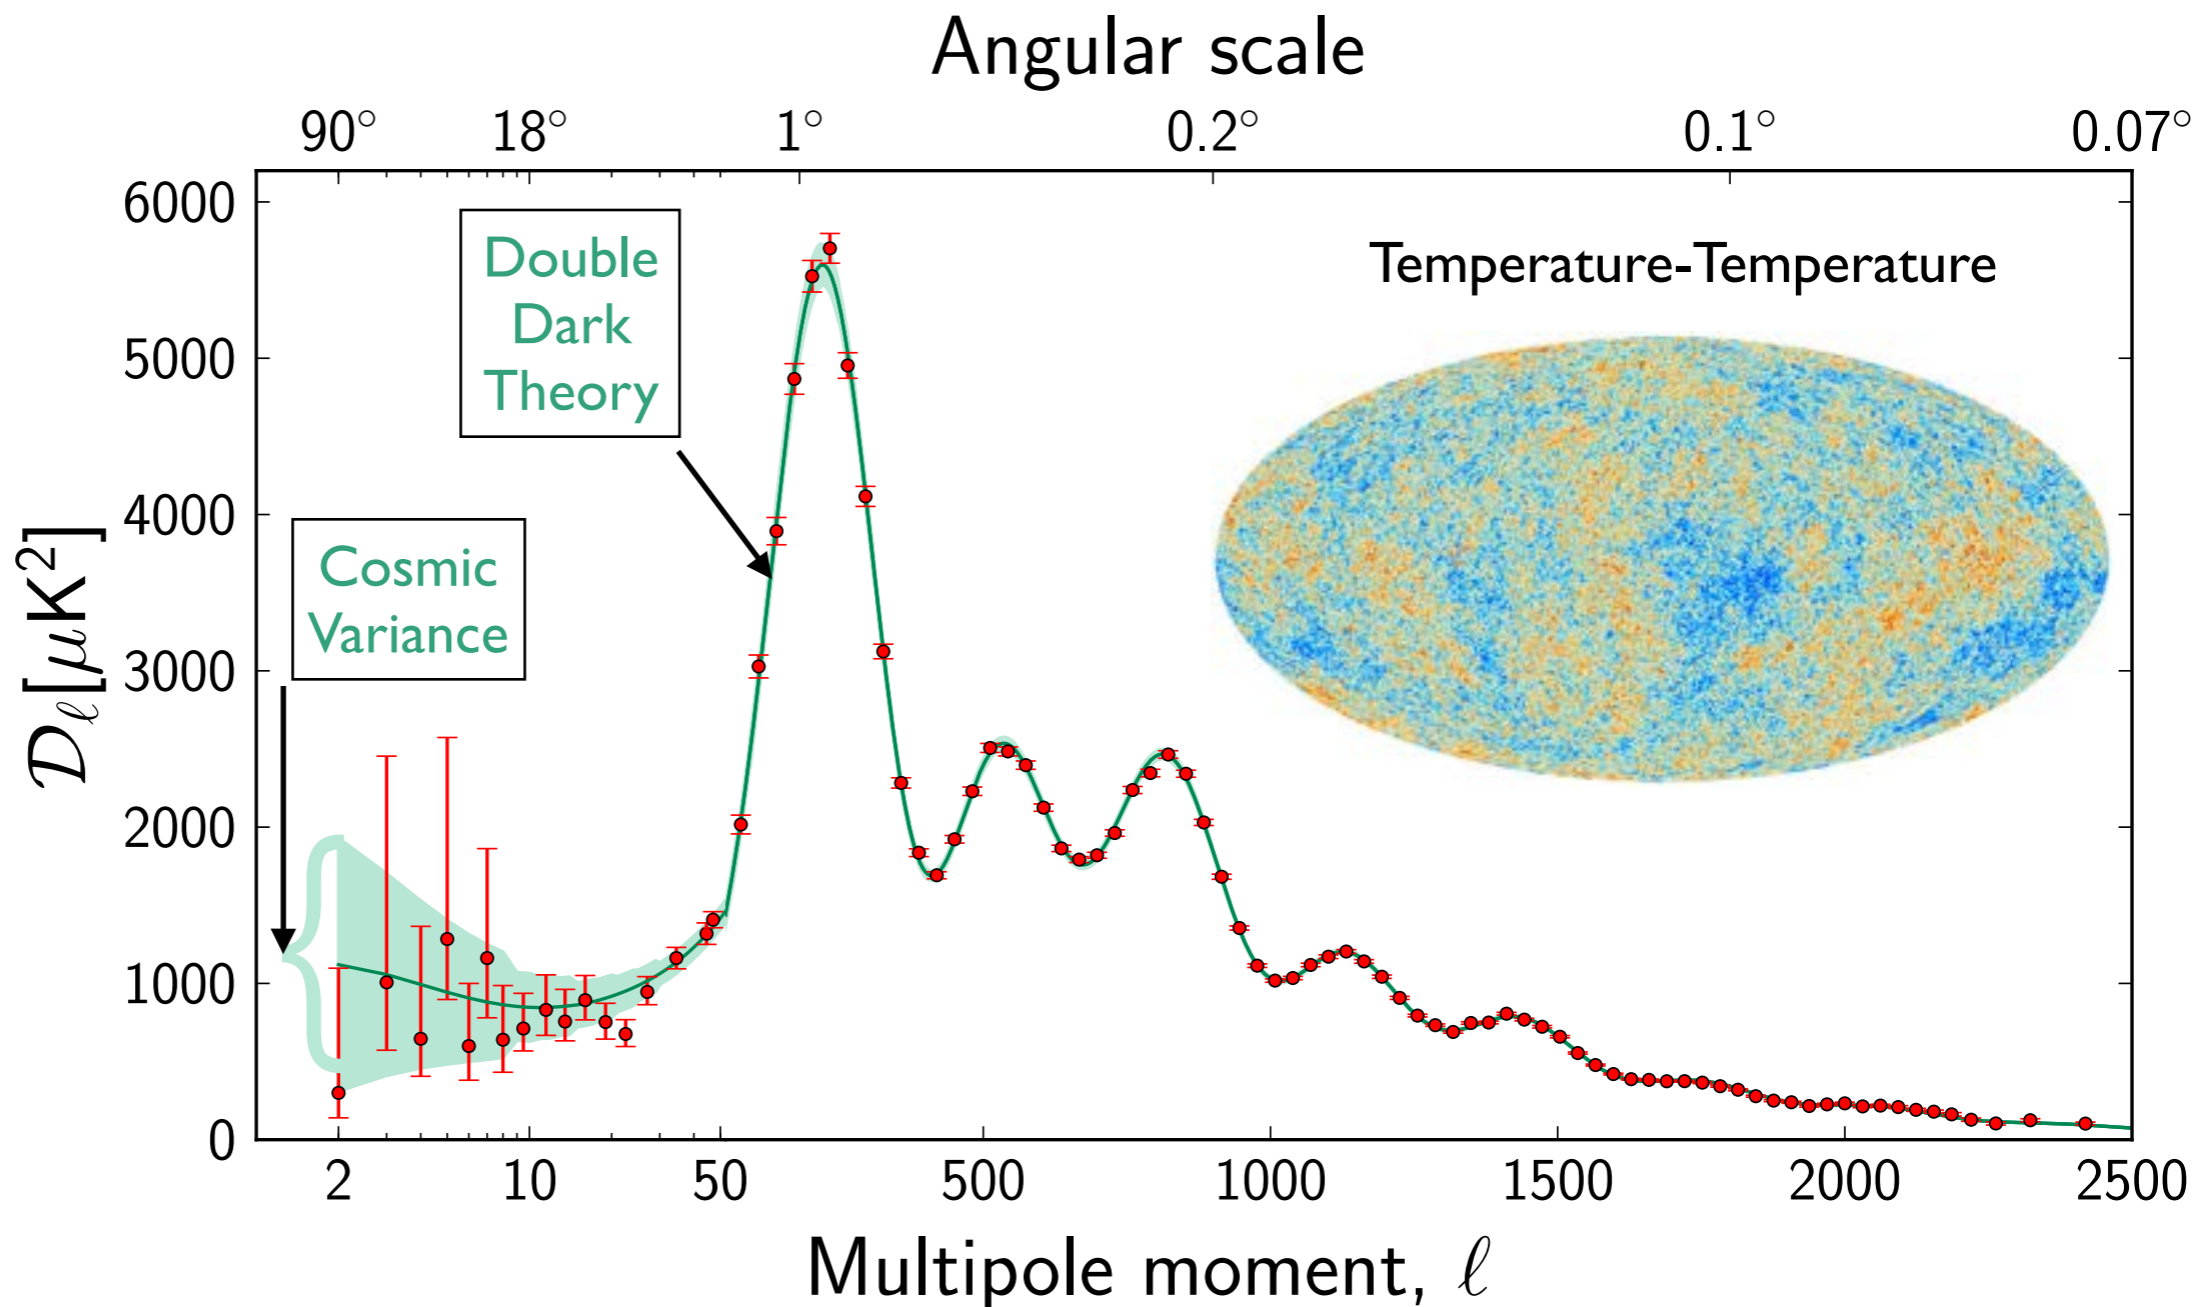 Angular scale
90° 18° 1° 0.2° 0.1° 0.07°
6000
5000
4000
3000
2000
1000
0
𝒟ℓ[μK²]
Double
Dark
Theory
Cosmic
Variance
Temperature-Temperature
2 10 50 500 1000 1500 2000 2500
Multipole moment, ℓ